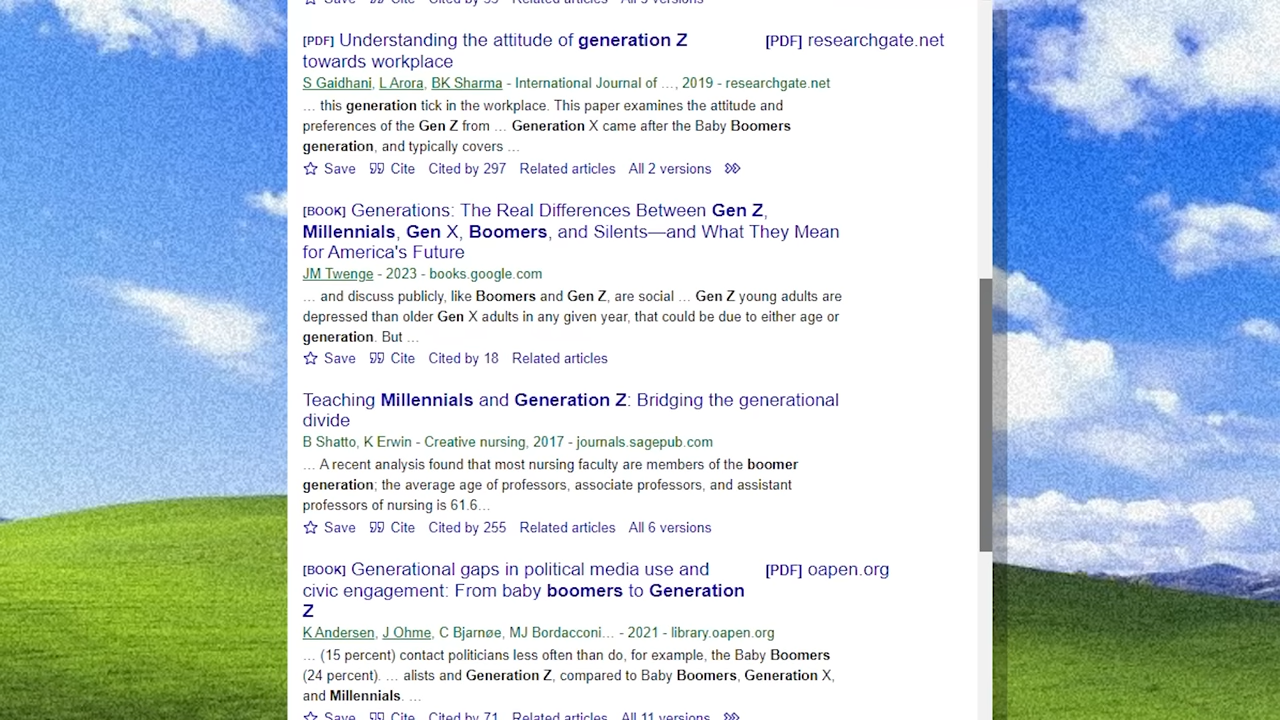 Save Cite Cited by Related articles All versions
[PDF] Understanding the attitude of generation Z [PDF] researchgate.net
towards workplace
S Gaidhani, L Arora, BK Sharma - International Journal of …, 2019 - researchgate.net
… this generation tick in the workplace. This paper examines the attitude and
preferences of the Gen Z from … Generation X came after the Baby Boomers
generation, and typically covers …
Save Cite Cited by 297 Related articles All 2 versions
[BOOK] Generations: The Real Differences Between Gen Z,
Millennials, Gen X, Boomers, and Silents—and What They Mean
for America's Future
JM Twenge - 2023 - books.google.com
… and discuss publicly, like Boomers and Gen Z, are social … Gen Z young adults are
depressed than older Gen X adults in any given year, that could be due to either age or
generation. But …
Save Cite Cited by 18 Related articles
Teaching Millennials and Generation Z: Bridging the generational
divide
B Shatto, K Erwin - Creative nursing, 2017 - journals.sagepub.com
… A recent analysis found that most nursing faculty are members of the boomer
generation; the average age of professors, associate professors, and assistant
professors of nursing is 61.6…
Save Cite Cited by 255 Related articles All 6 versions
[BOOK] Generational gaps in political media use and [PDF] oapen.org
civic engagement: From baby boomers to Generation
Z
K Andersen, J Ohme, C Bjarnøe, MJ Bordacconi… - 2021 - library.oapen.org
… (15 percent) contact politicians less often than do, for example, the Baby Boomers
(24 percent). … alists and Generation Z, compared to Baby Boomers, Generation X,
and Millennials. …
Save Cite Cited by 71 Related articles All 11 versions